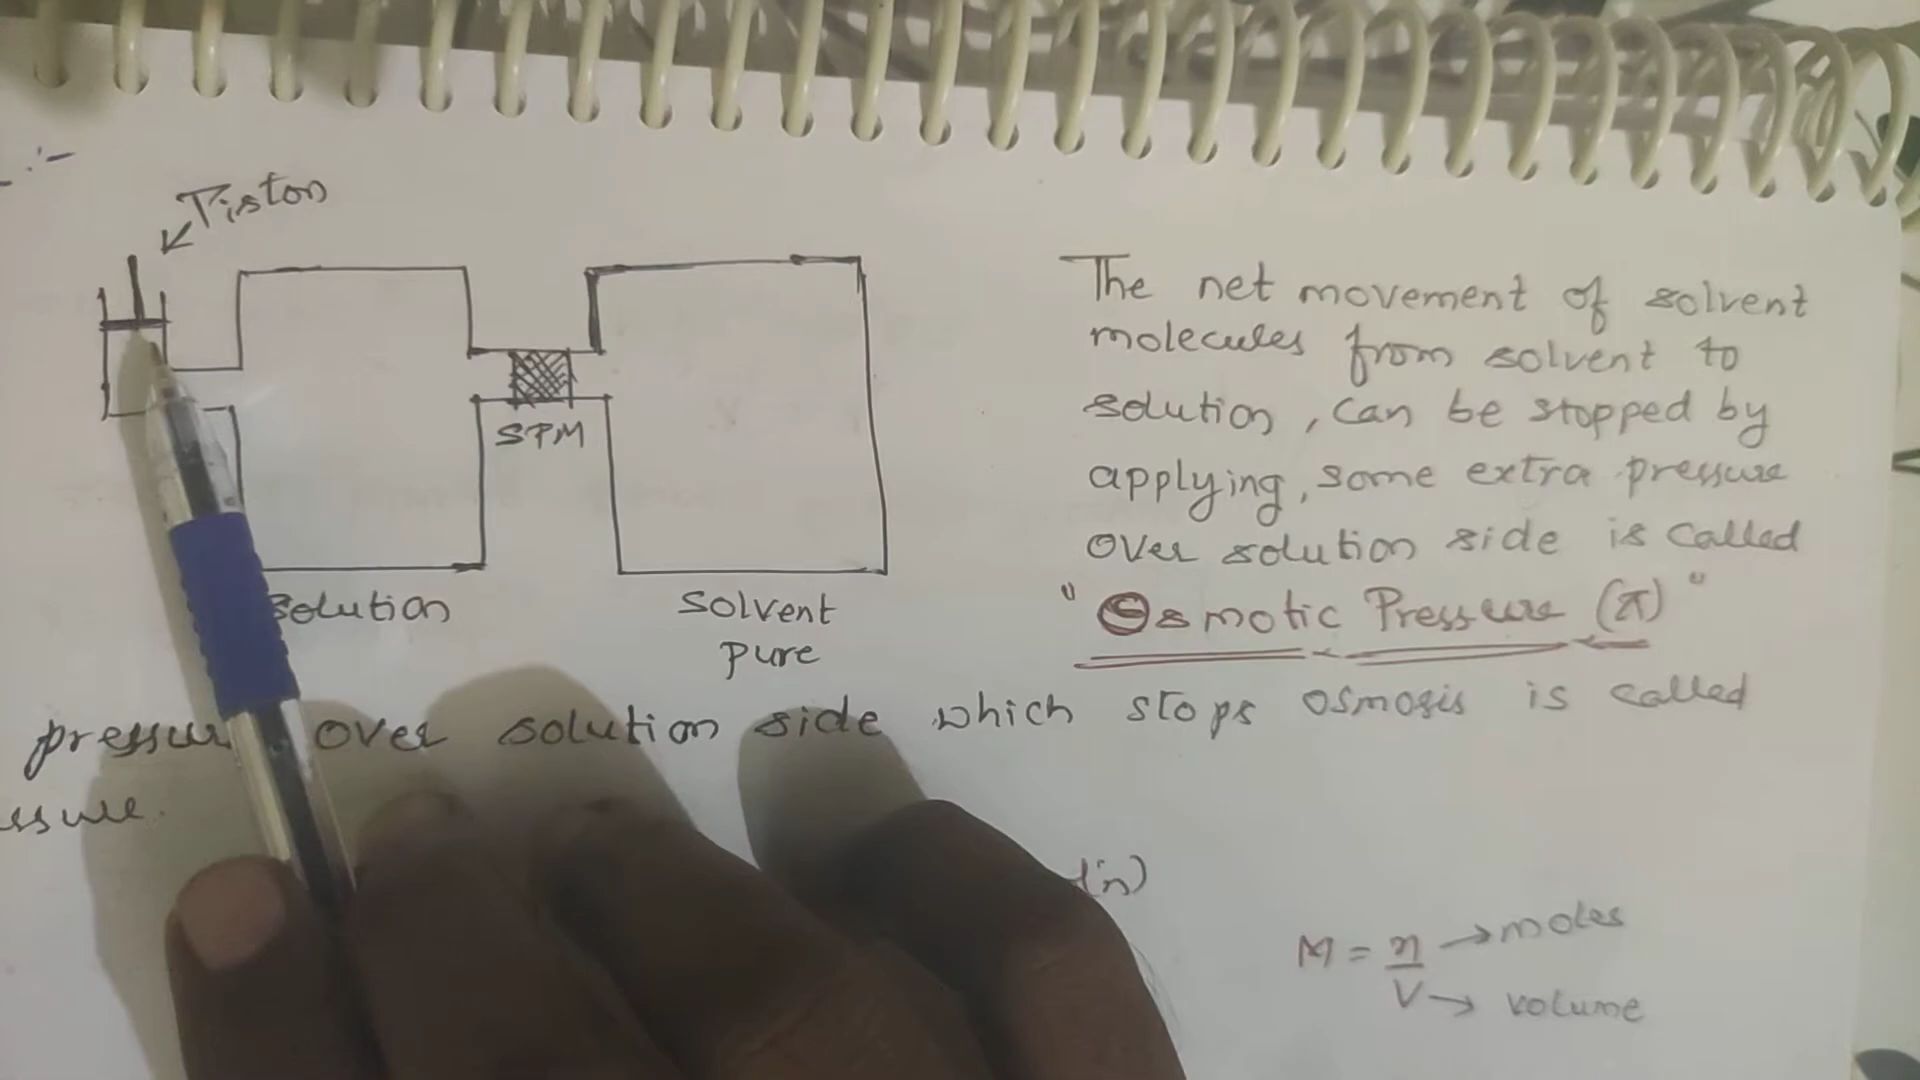 Piston
SPM
Solution
Solvent
pure
The net movement of solvent
molecules from solvent to
solution, can be stopped by
applying, some extra pressure
over solution side is called
"Osmotic Pressure (π)"
over solution side which stops osmosis is called
M = n/V → moles
→ volume